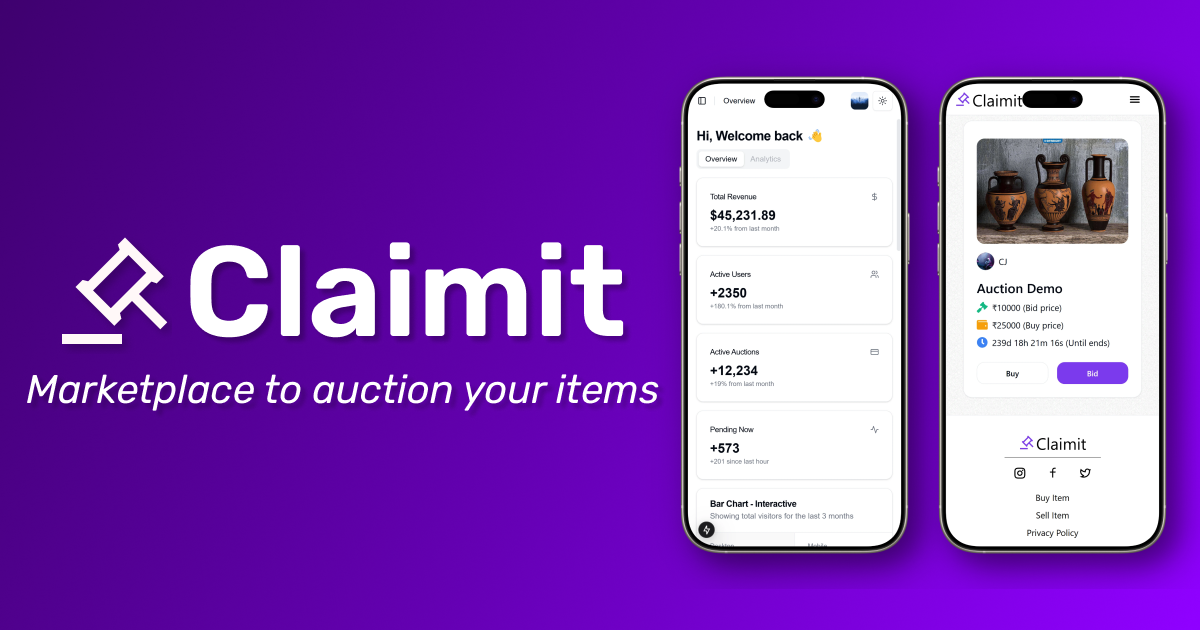 Claimit
Marketplace to auction your items
Overview
Hi, Welcome back 👋
Overview Analytics
Total Revenue $
$45,231.89
+20.1% from last month
Active Users
+2350
+180.1% from last month
Active Auctions
+12,234
+19% from last month
Pending Now
+573
+201 since last hour
Bar Chart - Interactive
Showing total visitors for the last 3 months
Claimit
CJ
Auction Demo
₹10000 (Bid price)
₹25000 (Buy price)
239d 18h 21m 16s (Until ends)
Buy Bid
Claimit
Buy Item
Sell Item
Privacy Policy